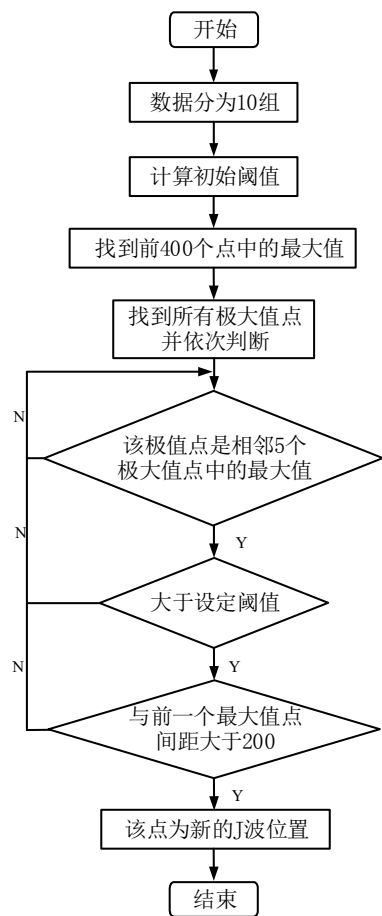 开始
数据分为10组
计算初始阈值
找到前400个点中的最大值
找到所有极大值点
并依次判断
N
该极值点是相邻5个
极大值点中的最大值
Y
N
大于设定阈值
Y
N
与前一个最大值点
间距大于200
Y
该点为新的J波位置
结束